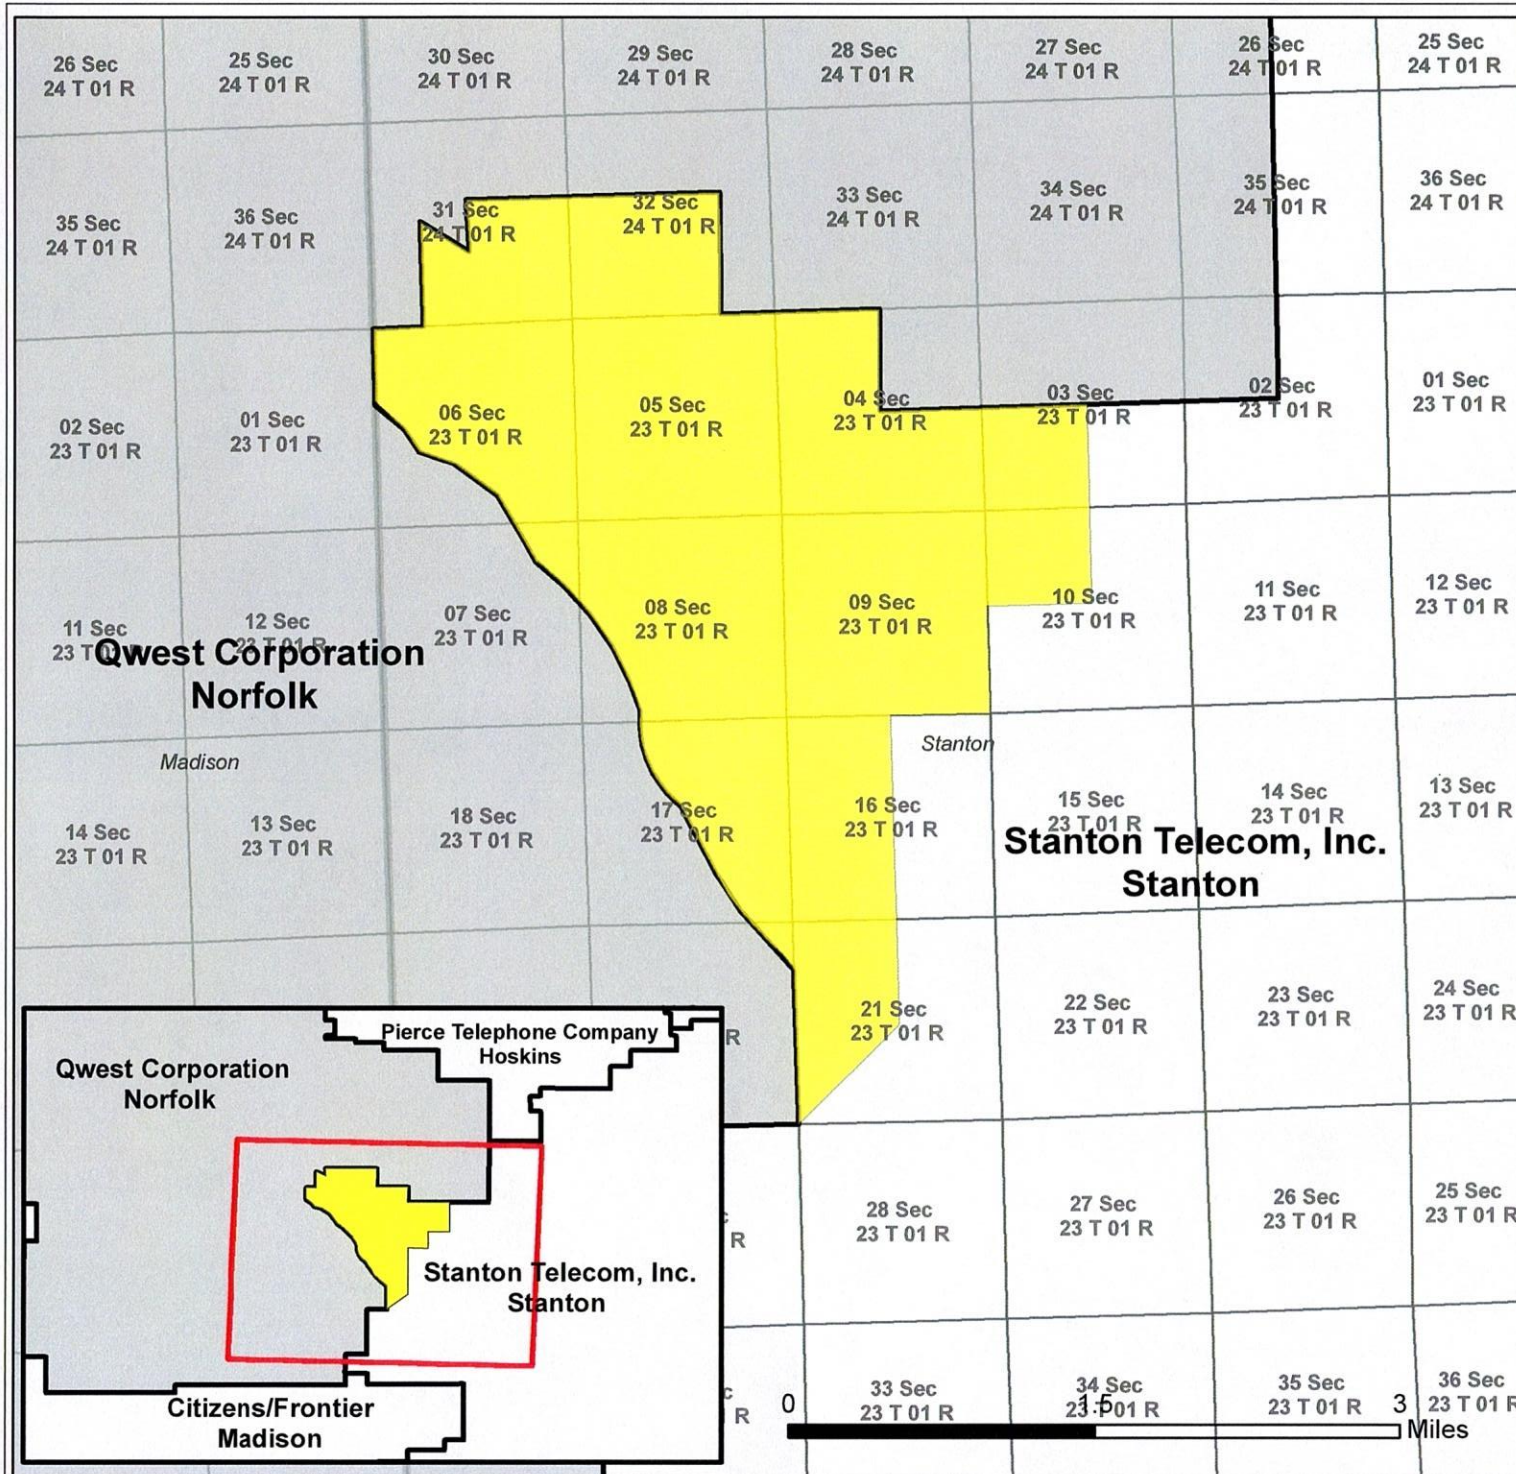 26 Sec
24 T 01 R
25 Sec
24 T 01 R
30 Sec
24 T 01 R
29 Sec
24 T 01 R
28 Sec
24 T 01 R
27 Sec
24 T 01 R
26 Sec
24 T 01 R
25 Sec
24 T 01 R
35 Sec
24 T 01 R
36 Sec
24 T 01 R
31 Sec
24 T 01 R
32 Sec
24 T 01 R
33 Sec
24 T 01 R
34 Sec
24 T 01 R
35 Sec
24 T 01 R
36 Sec
24 T 01 R
02 Sec
23 T 01 R
01 Sec
23 T 01 R
06 Sec
23 T 01 R
05 Sec
23 T 01 R
04 Sec
23 T 01 R
03 Sec
23 T 01 R
02 Sec
23 T 01 R
01 Sec
23 T 01 R
11 Sec
23 T 01 R
12 Sec
23 T 01 R
07 Sec
23 T 01 R
08 Sec
23 T 01 R
09 Sec
23 T 01 R
10 Sec
23 T 01 R
11 Sec
23 T 01 R
12 Sec
23 T 01 R
Qwest Corporation
Norfolk
Madison
Stanton
14 Sec
23 T 01 R
13 Sec
23 T 01 R
18 Sec
23 T 01 R
17 Sec
23 T 01 R
16 Sec
23 T 01 R
15 Sec
23 T 01 R
14 Sec
23 T 01 R
13 Sec
23 T 01 R
Stanton Telecom, Inc.
Stanton
R
21 Sec
23 T 01 R
22 Sec
23 T 01 R
23 Sec
23 T 01 R
24 Sec
23 T 01 R
R
28 Sec
23 T 01 R
27 Sec
23 T 01 R
26 Sec
23 T 01 R
25 Sec
23 T 01 R
R
33 Sec
23 T 01 R
34 Sec
23 T 01 R
35 Sec
23 T 01 R
36 Sec
23 T 01 R
0 1.5 3
Miles
Pierce Telephone Company
Hoskins
Qwest Corporation
Norfolk
Stanton Telecom, Inc.
Stanton
Citizens/Frontier
Madison